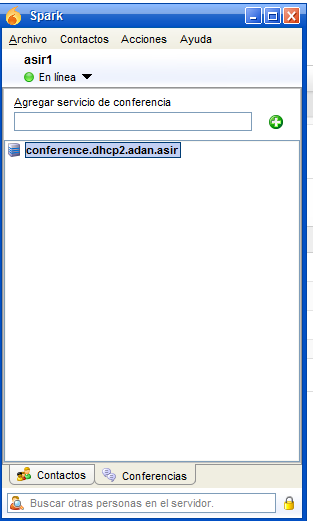 Spark
Archivo Contactos Acciones Ayuda
asir1
En línea
Agregar servicio de conferencia
conference.dhcp2.adan.asir
Contactos Conferencias
Buscar otras personas en el servidor.